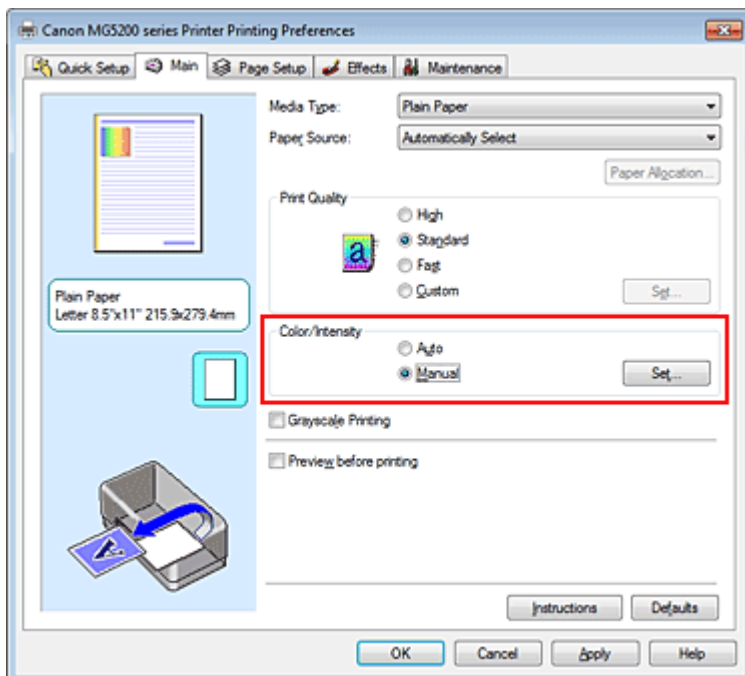 Canon MG5200 series Printer Printing Preferences
Quick Setup Main Page Setup Effects Maintenance
Media Type: Plain Paper
Paper Source: Automatically Select
Paper Allocation...
Print Quality
High
Standard
Fast
Custom Set...
a
Plain Paper
Letter 8.5"x11" 215.9x279.4mm
Color/Intensity
Auto
Manual Set...
Grayscale Printing
Preview before printing
A
Instructions Defaults
OK Cancel Apply Help